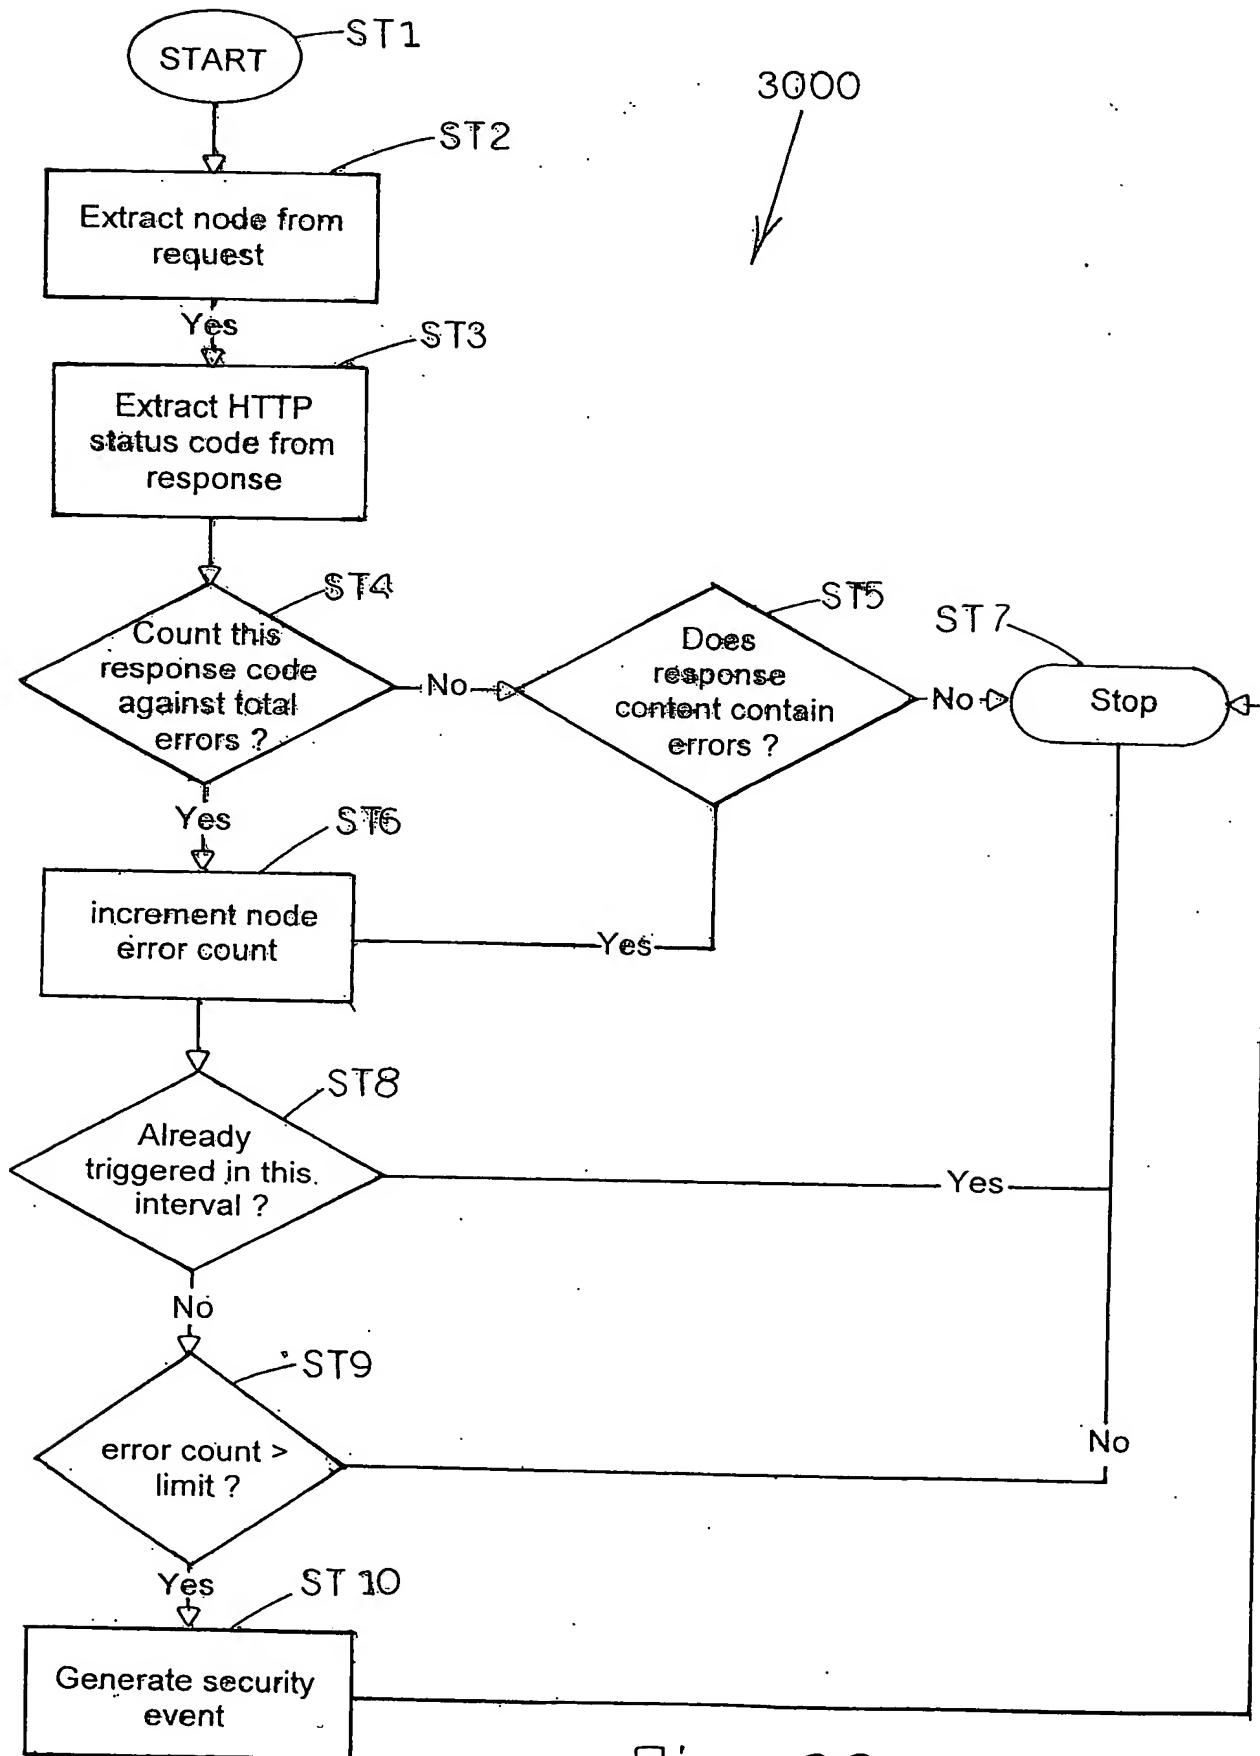 START
ST1
3000
ST2
Extract node from
request
Yes
ST3
Extract HTTP
status code from
response
ST4
Count this
response code
against total
errors ?
No
ST5
Does
response
content contain
errors ?
No
ST7
Stop
Yes
ST6
increment node
error count
Yes
ST8
Already
triggered in this
interval ?
Yes
No
ST9
error count >
limit ?
No
Yes
ST 10
Generate security
event